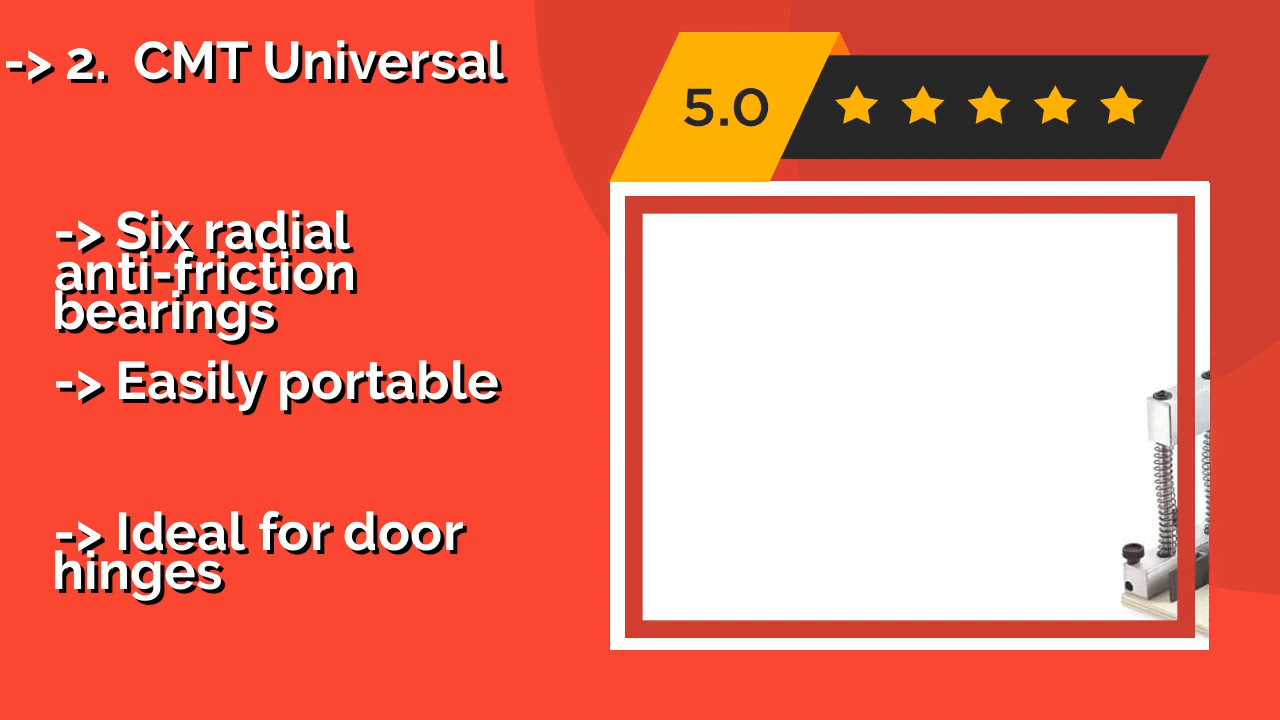 -> 2.  CMT Universal
5.0
-> Six radial
anti-friction
bearings
-> Easily portable
-> Ideal for door
hinges